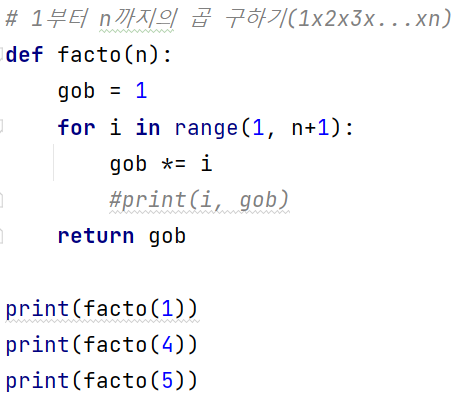 # 1부터 n까지의 곱 구하기(1x2x3x...xn)
def facto(n):
    gob = 1
    for i in range(1, n+1):
        gob *= i
        #print(i, gob)
    return gob

print(facto(1))
print(facto(4))
print(facto(5))